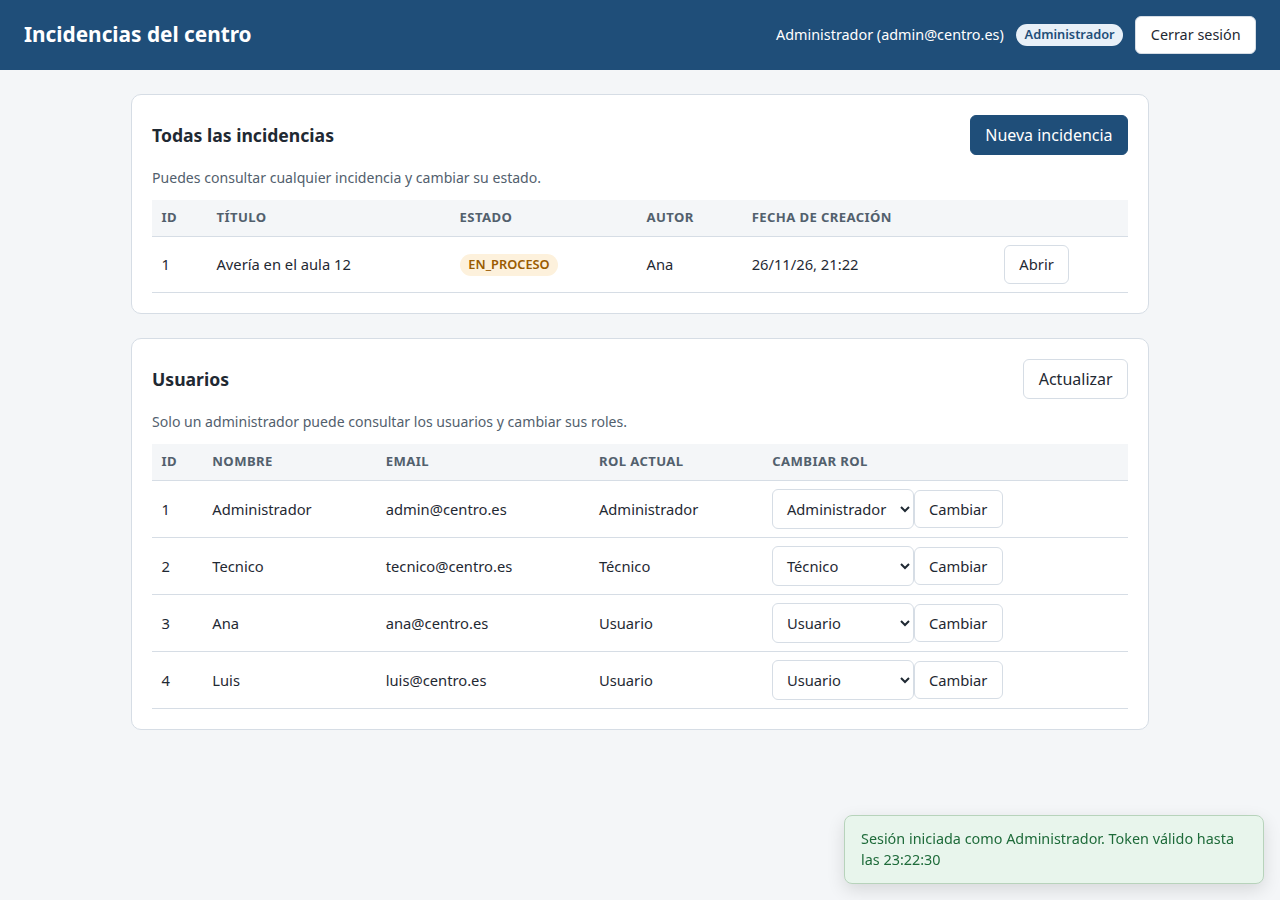 Incidencias del centro
Administrador (admin@centro.es) Administrador Cerrar sesión
Todas las incidencias Nueva incidencia
Puedes consultar cualquier incidencia y cambiar su estado.
ID TÍTULO ESTADO AUTOR FECHA DE CREACIÓN
1 Avería en el aula 12 EN_PROCESO Ana 26/11/26, 21:22 Abrir
Usuarios Actualizar
Solo un administrador puede consultar los usuarios y cambiar sus roles.
ID NOMBRE EMAIL ROL ACTUAL CAMBIAR ROL
1 Administrador admin@centro.es Administrador Administrador Cambiar
2 Tecnico tecnico@centro.es Técnico Técnico Cambiar
3 Ana ana@centro.es Usuario Usuario Cambiar
4 Luis luis@centro.es Usuario Usuario Cambiar
Sesión iniciada como Administrador. Token válido hasta
las 23:22:30